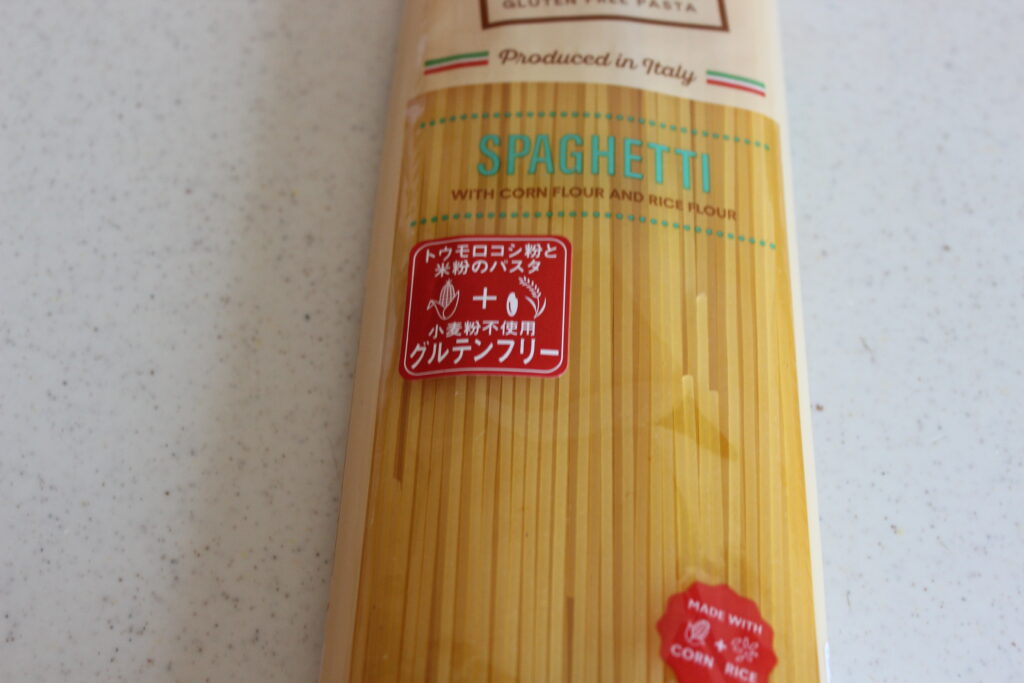 GLUTEN FREE PASTA
Produced in Italy
SPAGHETTI
WITH CORN FLOUR AND RICE FLOUR
トウモロコシ粉と
米粉のパスタ
+
小麦粉不使用
グルテンフリー
MADE WITH
+
CORN RICE